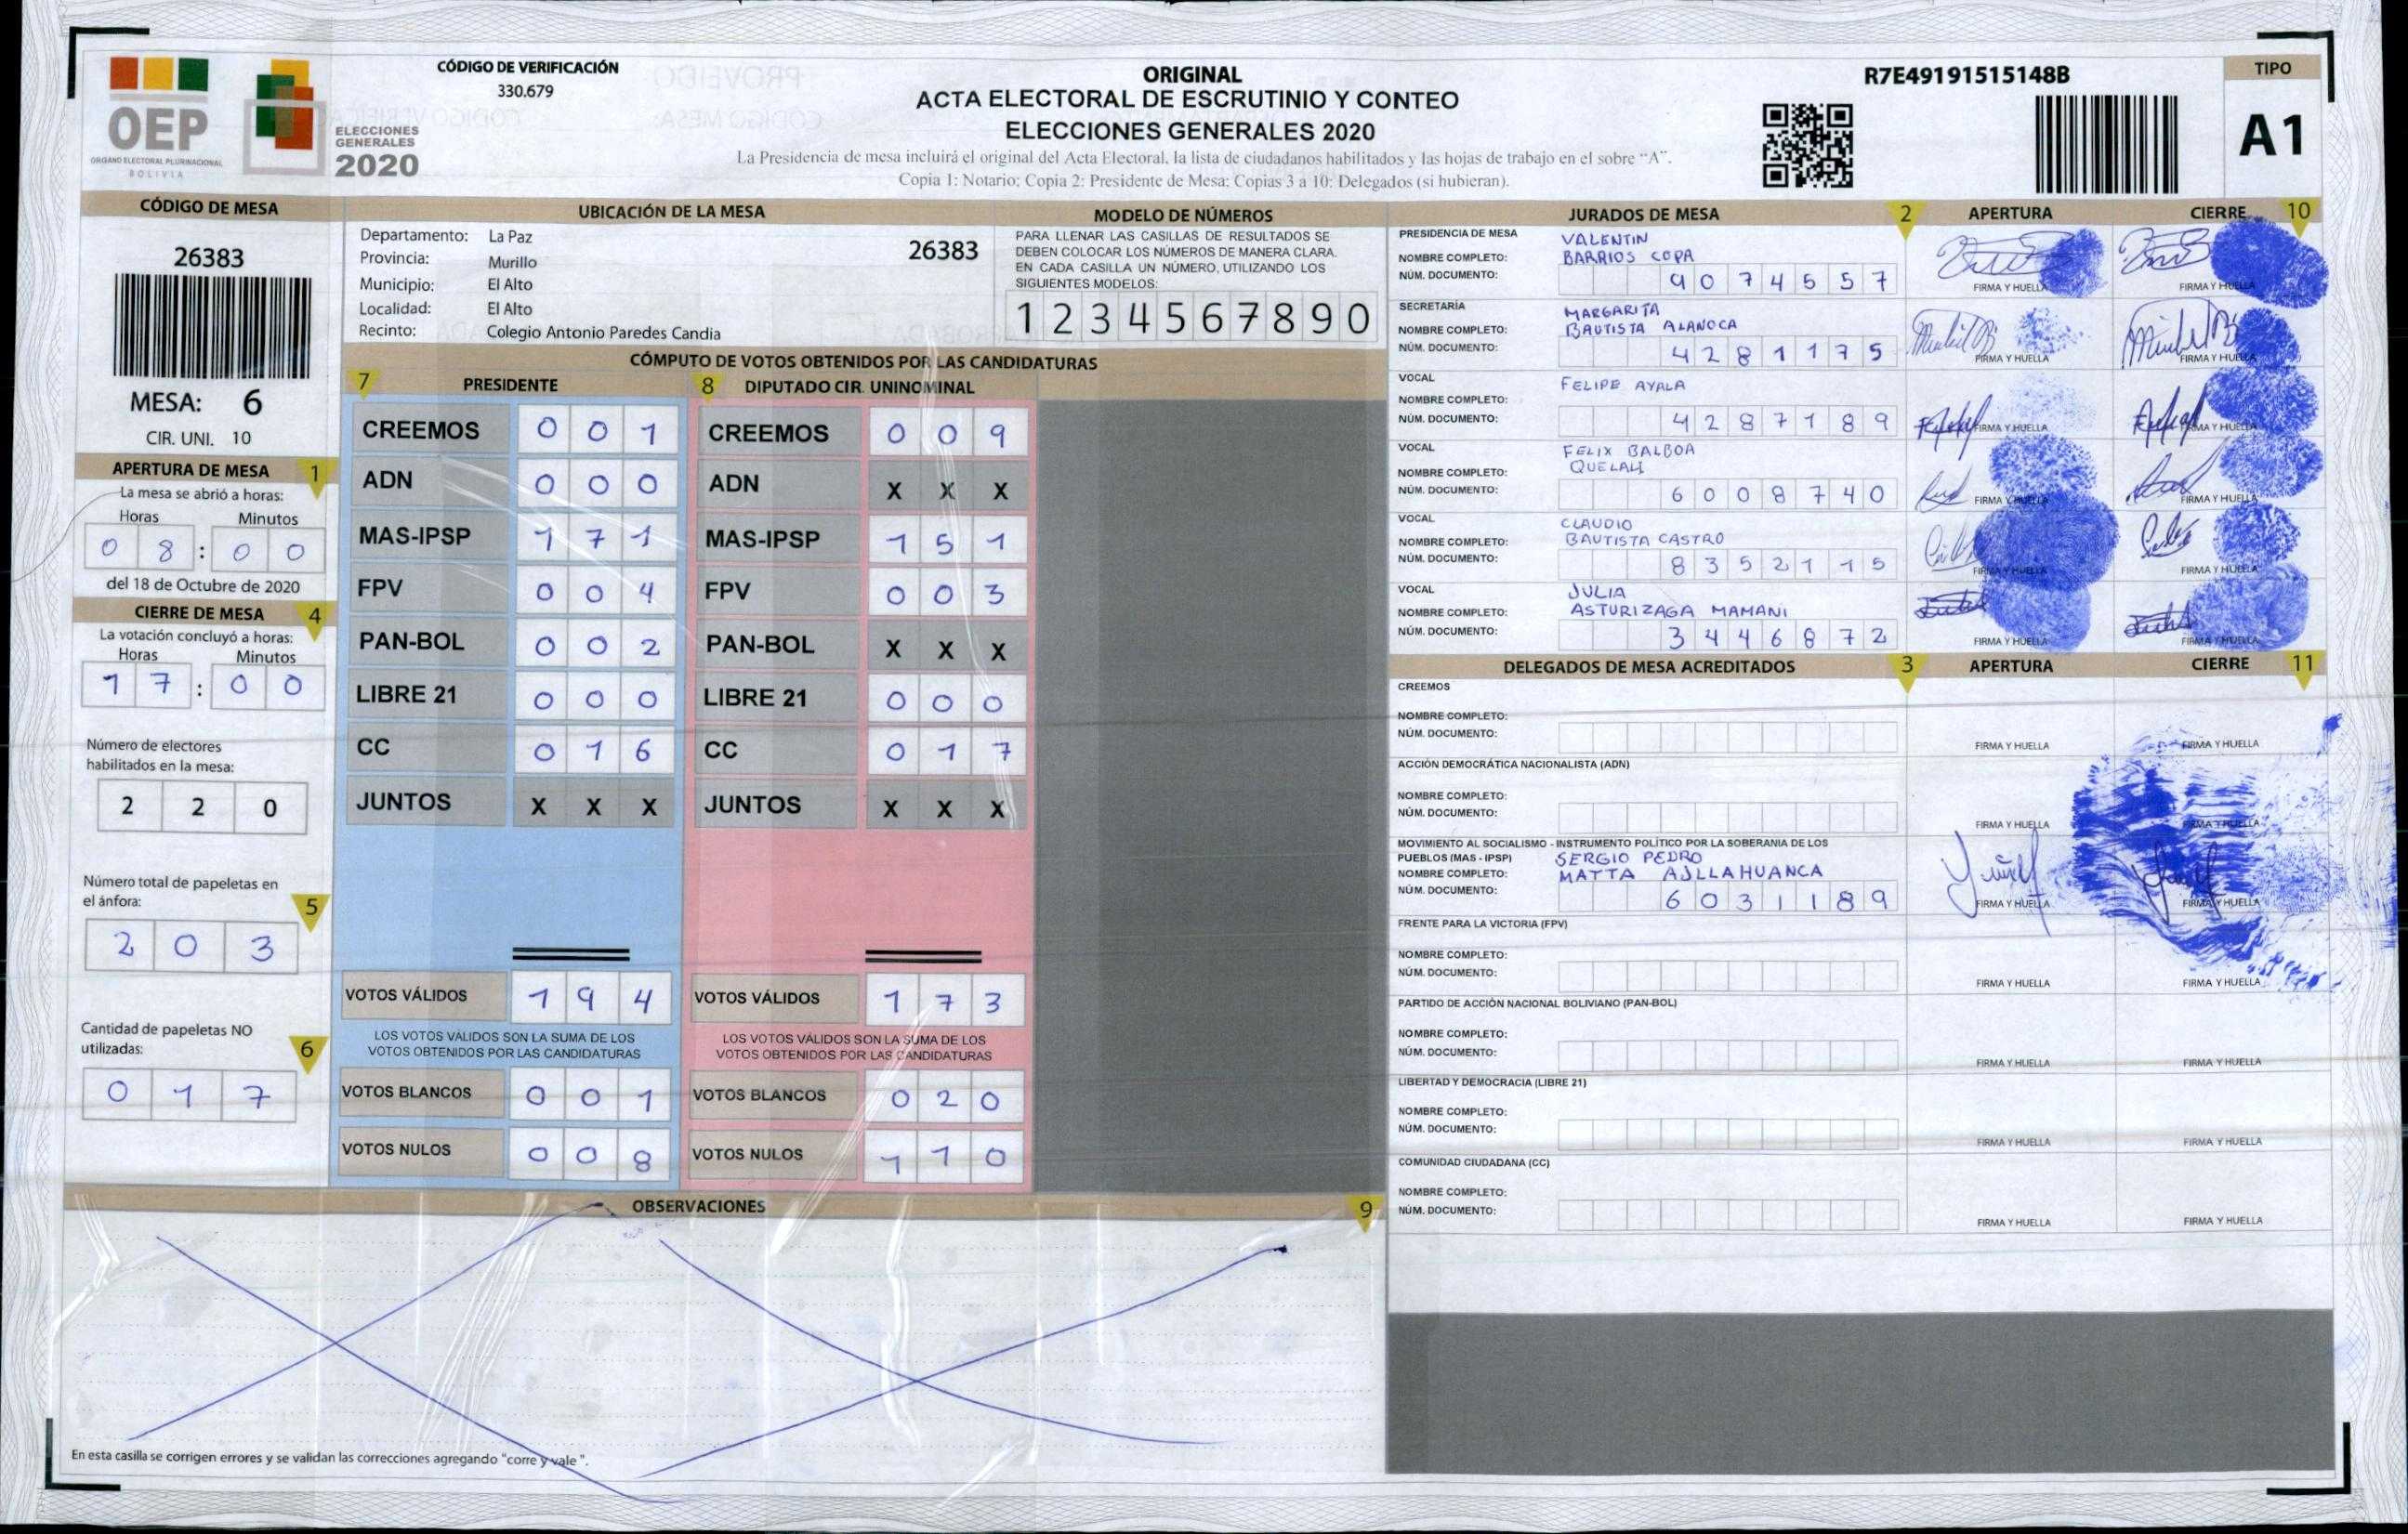 OEP
ORGANO ELECTORAL PLURINACIONAL
BOLIVIA
ELECCIONES
GENERALES
2020
CÓDIGO DE VERIFICACIÓN
330.679
ORIGINAL
ACTA ELECTORAL DE ESCRUTINIO Y CONTEO
ELECCIONES GENERALES 2020
La Presidencia de mesa incluirá el original del Acta Electoral, la lista de ciudadanos habilitados y las hojas de trabajo en el sobre "A".
Copia 1: Notario; Copia 2: Presidente de Mesa; Copias 3 a 10: Delegados (si hubieran).
R7E49191515148B
TIPO
A1
CÓDIGO DE MESA
26383
MESA: 6
CIR. UNI. 10
APERTURA DE MESA 1
La mesa se abrió a horas:
Horas Minutos
0 8 : 0 0
del 18 de Octubre de 2020
CIERRE DE MESA 4
La votación concluyó a horas:
Horas Minutos
1 7 : 0 0
Número de electores
habilitados en la mesa:
2 2 0
Número total de papeletas en
el ánfora: 5
2 0 3
Cantidad de papeletas NO
utilizadas: 6
0 1 7
UBICACIÓN DE LA MESA
Departamento: La Paz 26383
Provincia: Murillo
Municipio: El Alto
Localidad: El Alto
Recinto: Colegio Antonio Paredes Candia
MODELO DE NÚMEROS
PARA LLENAR LAS CASILLAS DE RESULTADOS SE
DEBEN COLOCAR LOS NÚMEROS DE MANERA CLARA.
EN CADA CASILLA UN NÚMERO, UTILIZANDO LOS
SIGUIENTES MODELOS:
1 2 3 4 5 6 7 8 9 0
CÓMPUTO DE VOTOS OBTENIDOS POR LAS CANDIDATURAS
7 PRESIDENTE
CREEMOS 0 0 1
ADN 0 0 0
MAS-IPSP 1 7 1
FPV 0 0 4
PAN-BOL 0 0 2
LIBRE 21 0 0 0
CC 0 1 6
JUNTOS X X X
VOTOS VÁLIDOS 1 9 4
LOS VOTOS VÁLIDOS SON LA SUMA DE LOS
VOTOS OBTENIDOS POR LAS CANDIDATURAS
VOTOS BLANCOS 0 0 1
VOTOS NULOS 0 0 8
8 DIPUTADO CIR. UNINOMINAL
CREEMOS 0 0 9
ADN X X X
MAS-IPSP 1 5 1
FPV 0 0 3
PAN-BOL X X X
LIBRE 21 0 0 0
CC 0 1 7
JUNTOS X X X
VOTOS VÁLIDOS 1 7 3
LOS VOTOS VÁLIDOS SON LA SUMA DE LOS
VOTOS OBTENIDOS POR LAS CANDIDATURAS
VOTOS BLANCOS 0 2 0
VOTOS NULOS 1 1 0
OBSERVACIONES 9
En esta casilla se corrigen errores y se validan las correcciones agregando "corre y vale".
JURADOS DE MESA 2 APERTURA CIERRE 10
PRESIDENCIA DE MESA VALENTIN
NOMBRE COMPLETO: BARRIOS COPA
NÚM. DOCUMENTO: 9 0 7 4 5 5 7
FIRMA Y HUELLA FIRMA Y HUELLA
SECRETARÍA MARGARITA
NOMBRE COMPLETO: BAUTISTA ALANOCA
NÚM. DOCUMENTO: 4 2 8 1 1 7 5
FIRMA Y HUELLA FIRMA Y HUELLA
VOCAL FELIPE AYALA
NOMBRE COMPLETO:
NÚM. DOCUMENTO: 4 2 8 7 1 8 9
FIRMA Y HUELLA FIRMA Y HUELLA
VOCAL FELIX BALBOA
NOMBRE COMPLETO: QUELALI
NÚM. DOCUMENTO: 6 0 0 8 7 4 0
FIRMA Y HUELLA FIRMA Y HUELLA
VOCAL CLAUDIO
NOMBRE COMPLETO: BAUTISTA CASTRO
NÚM. DOCUMENTO: 8 3 5 2 1 1 5
FIRMA Y HUELLA FIRMA Y HUELLA
VOCAL JULIA
NOMBRE COMPLETO: ASTURIZAGA MAMANI
NÚM. DOCUMENTO: 3 4 4 6 8 7 2
FIRMA Y HUELLA FIRMA Y HUELLA
DELEGADOS DE MESA ACREDITADOS 3 APERTURA CIERRE 11
CREEMOS
NOMBRE COMPLETO:
NÚM. DOCUMENTO:
FIRMA Y HUELLA FIRMA Y HUELLA
ACCIÓN DEMOCRÁTICA NACIONALISTA (ADN)
NOMBRE COMPLETO:
NÚM. DOCUMENTO:
FIRMA Y HUELLA FIRMA Y HUELLA
MOVIMIENTO AL SOCIALISMO - INSTRUMENTO POLÍTICO POR LA SOBERANIA DE LOS
PUEBLOS (MAS - IPSP) SERGIO PEDRO
NOMBRE COMPLETO: MATTA AJLLAHUANCA
NÚM. DOCUMENTO: 6 0 3 1 1 8 9
FIRMA Y HUELLA FIRMA Y HUELLA
FRENTE PARA LA VICTORIA (FPV)
NOMBRE COMPLETO:
NÚM. DOCUMENTO:
FIRMA Y HUELLA FIRMA Y HUELLA
PARTIDO DE ACCIÓN NACIONAL BOLIVIANO (PAN-BOL)
NOMBRE COMPLETO:
NÚM. DOCUMENTO:
FIRMA Y HUELLA FIRMA Y HUELLA
LIBERTAD Y DEMOCRACIA (LIBRE 21)
NOMBRE COMPLETO:
NÚM. DOCUMENTO:
FIRMA Y HUELLA FIRMA Y HUELLA
COMUNIDAD CIUDADANA (CC)
NOMBRE COMPLETO:
NÚM. DOCUMENTO:
FIRMA Y HUELLA FIRMA Y HUELLA